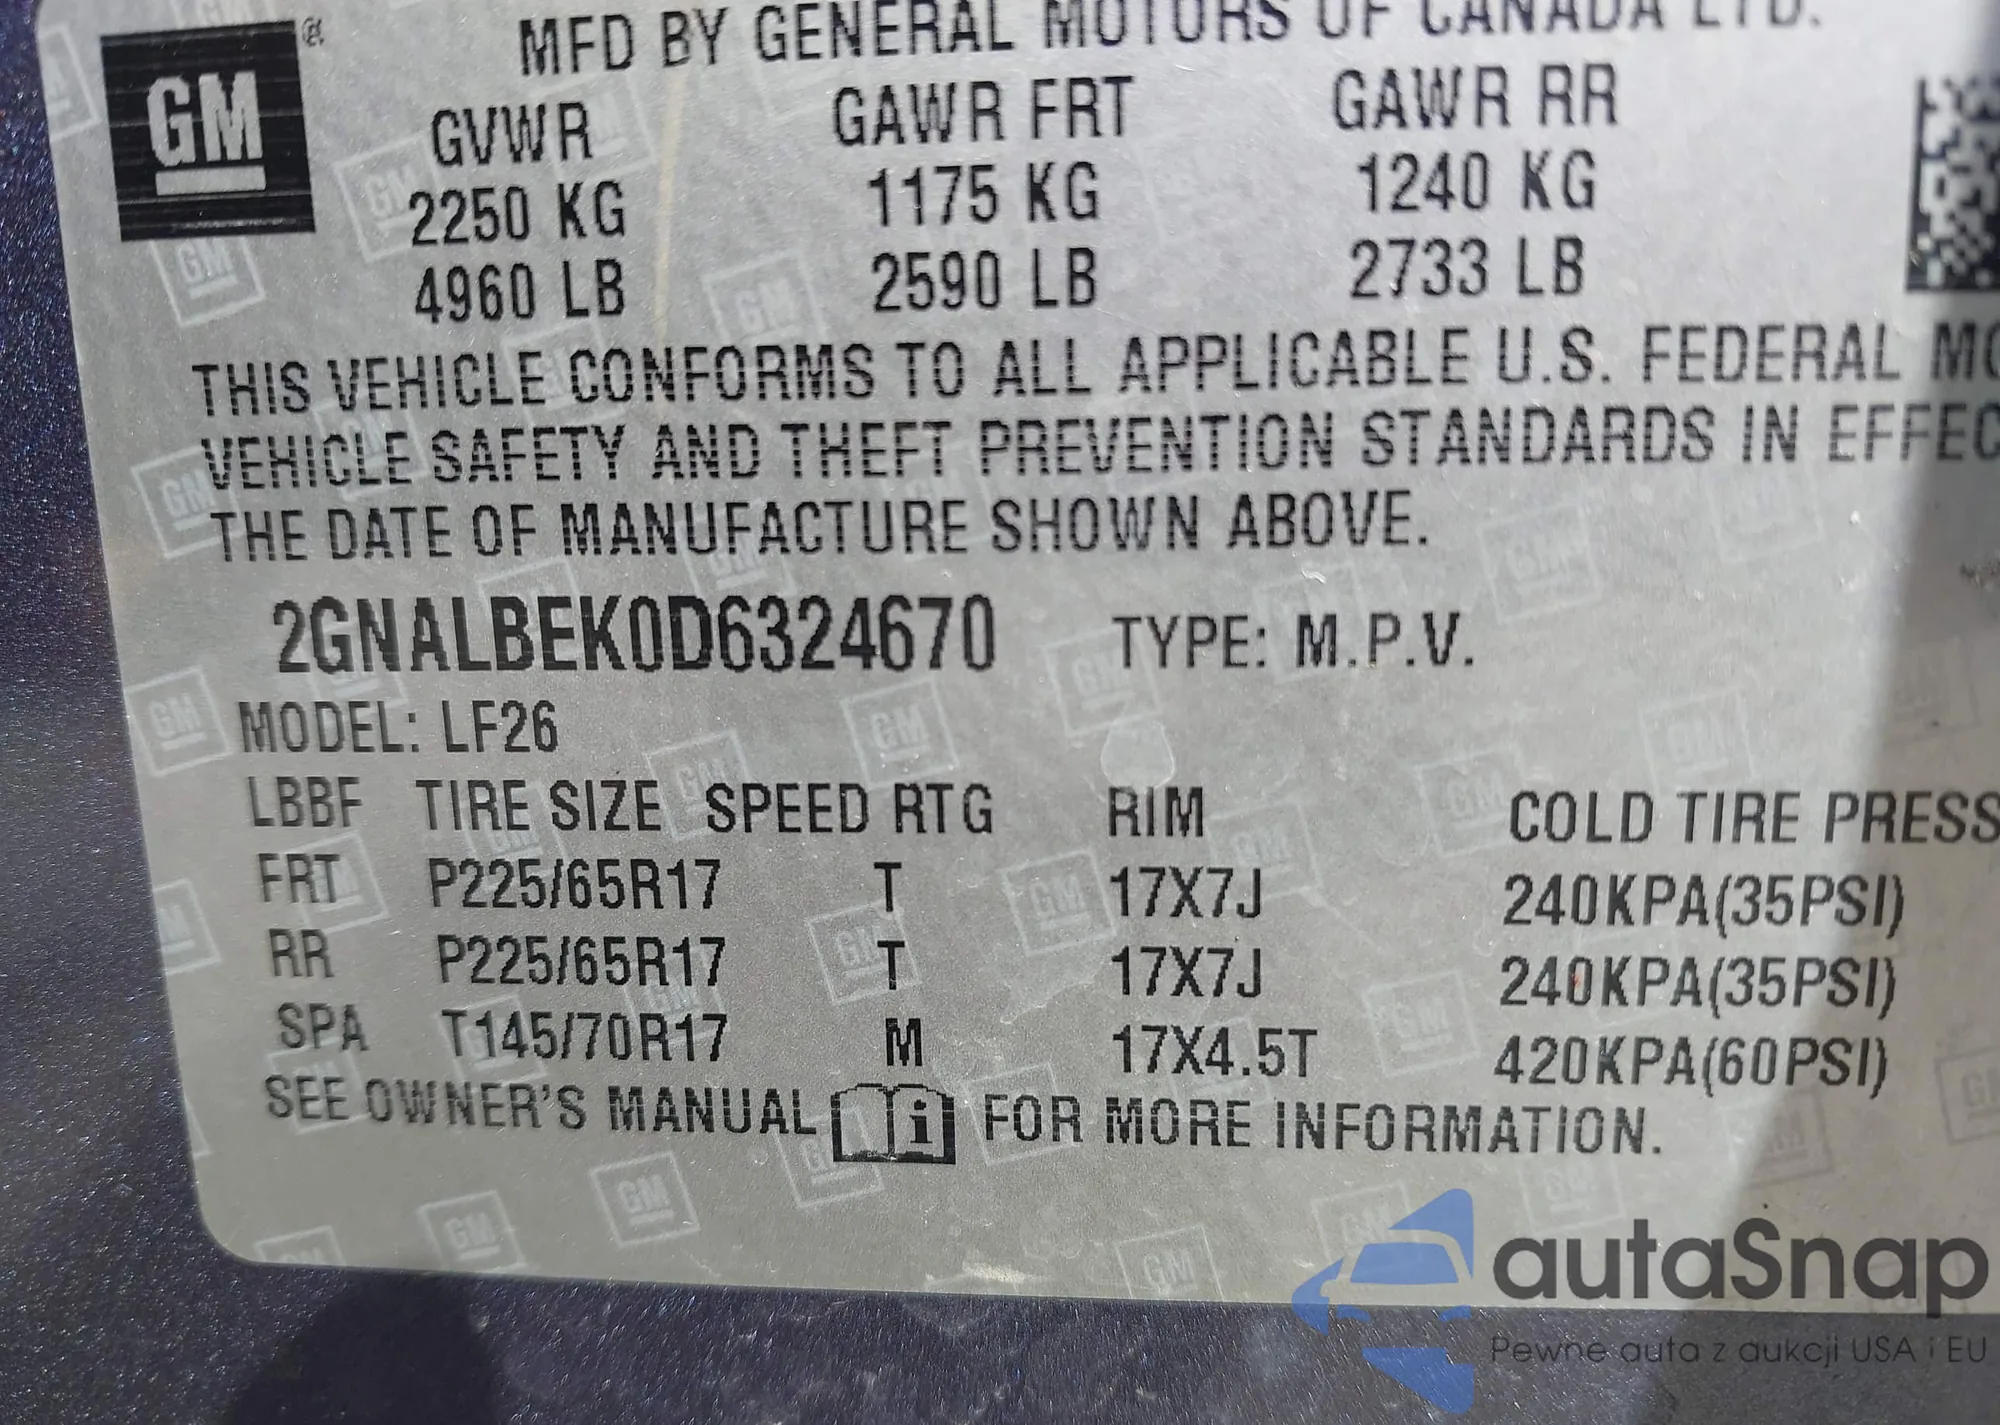 GM ®
MFD BY GENERAL MOTORS OF CANADA LTD.
GVWR GAWR FRT GAWR RR
2250 KG 1175 KG 1240 KG
4960 LB 2590 LB 2733 LB
THIS VEHICLE CONFORMS TO ALL APPLICABLE U.S. FEDERAL MO
VEHICLE SAFETY AND THEFT PREVENTION STANDARDS IN EFFEC
THE DATE OF MANUFACTURE SHOWN ABOVE.
2GNALBEK0D6324670 TYPE: M.P.V.
MODEL: LF26
LBBF TIRE SIZE SPEED RTG RIM COLD TIRE PRESS
FRT P225/65R17 T 17X7J 240KPA(35PSI)
RR P225/65R17 T 17X7J 240KPA(35PSI)
SPA T145/70R17 M 17X4.5T 420KPA(60PSI)
SEE OWNER'S MANUAL i FOR MORE INFORMATION.
autaSnap
Pewne auta z aukcji USA i EU